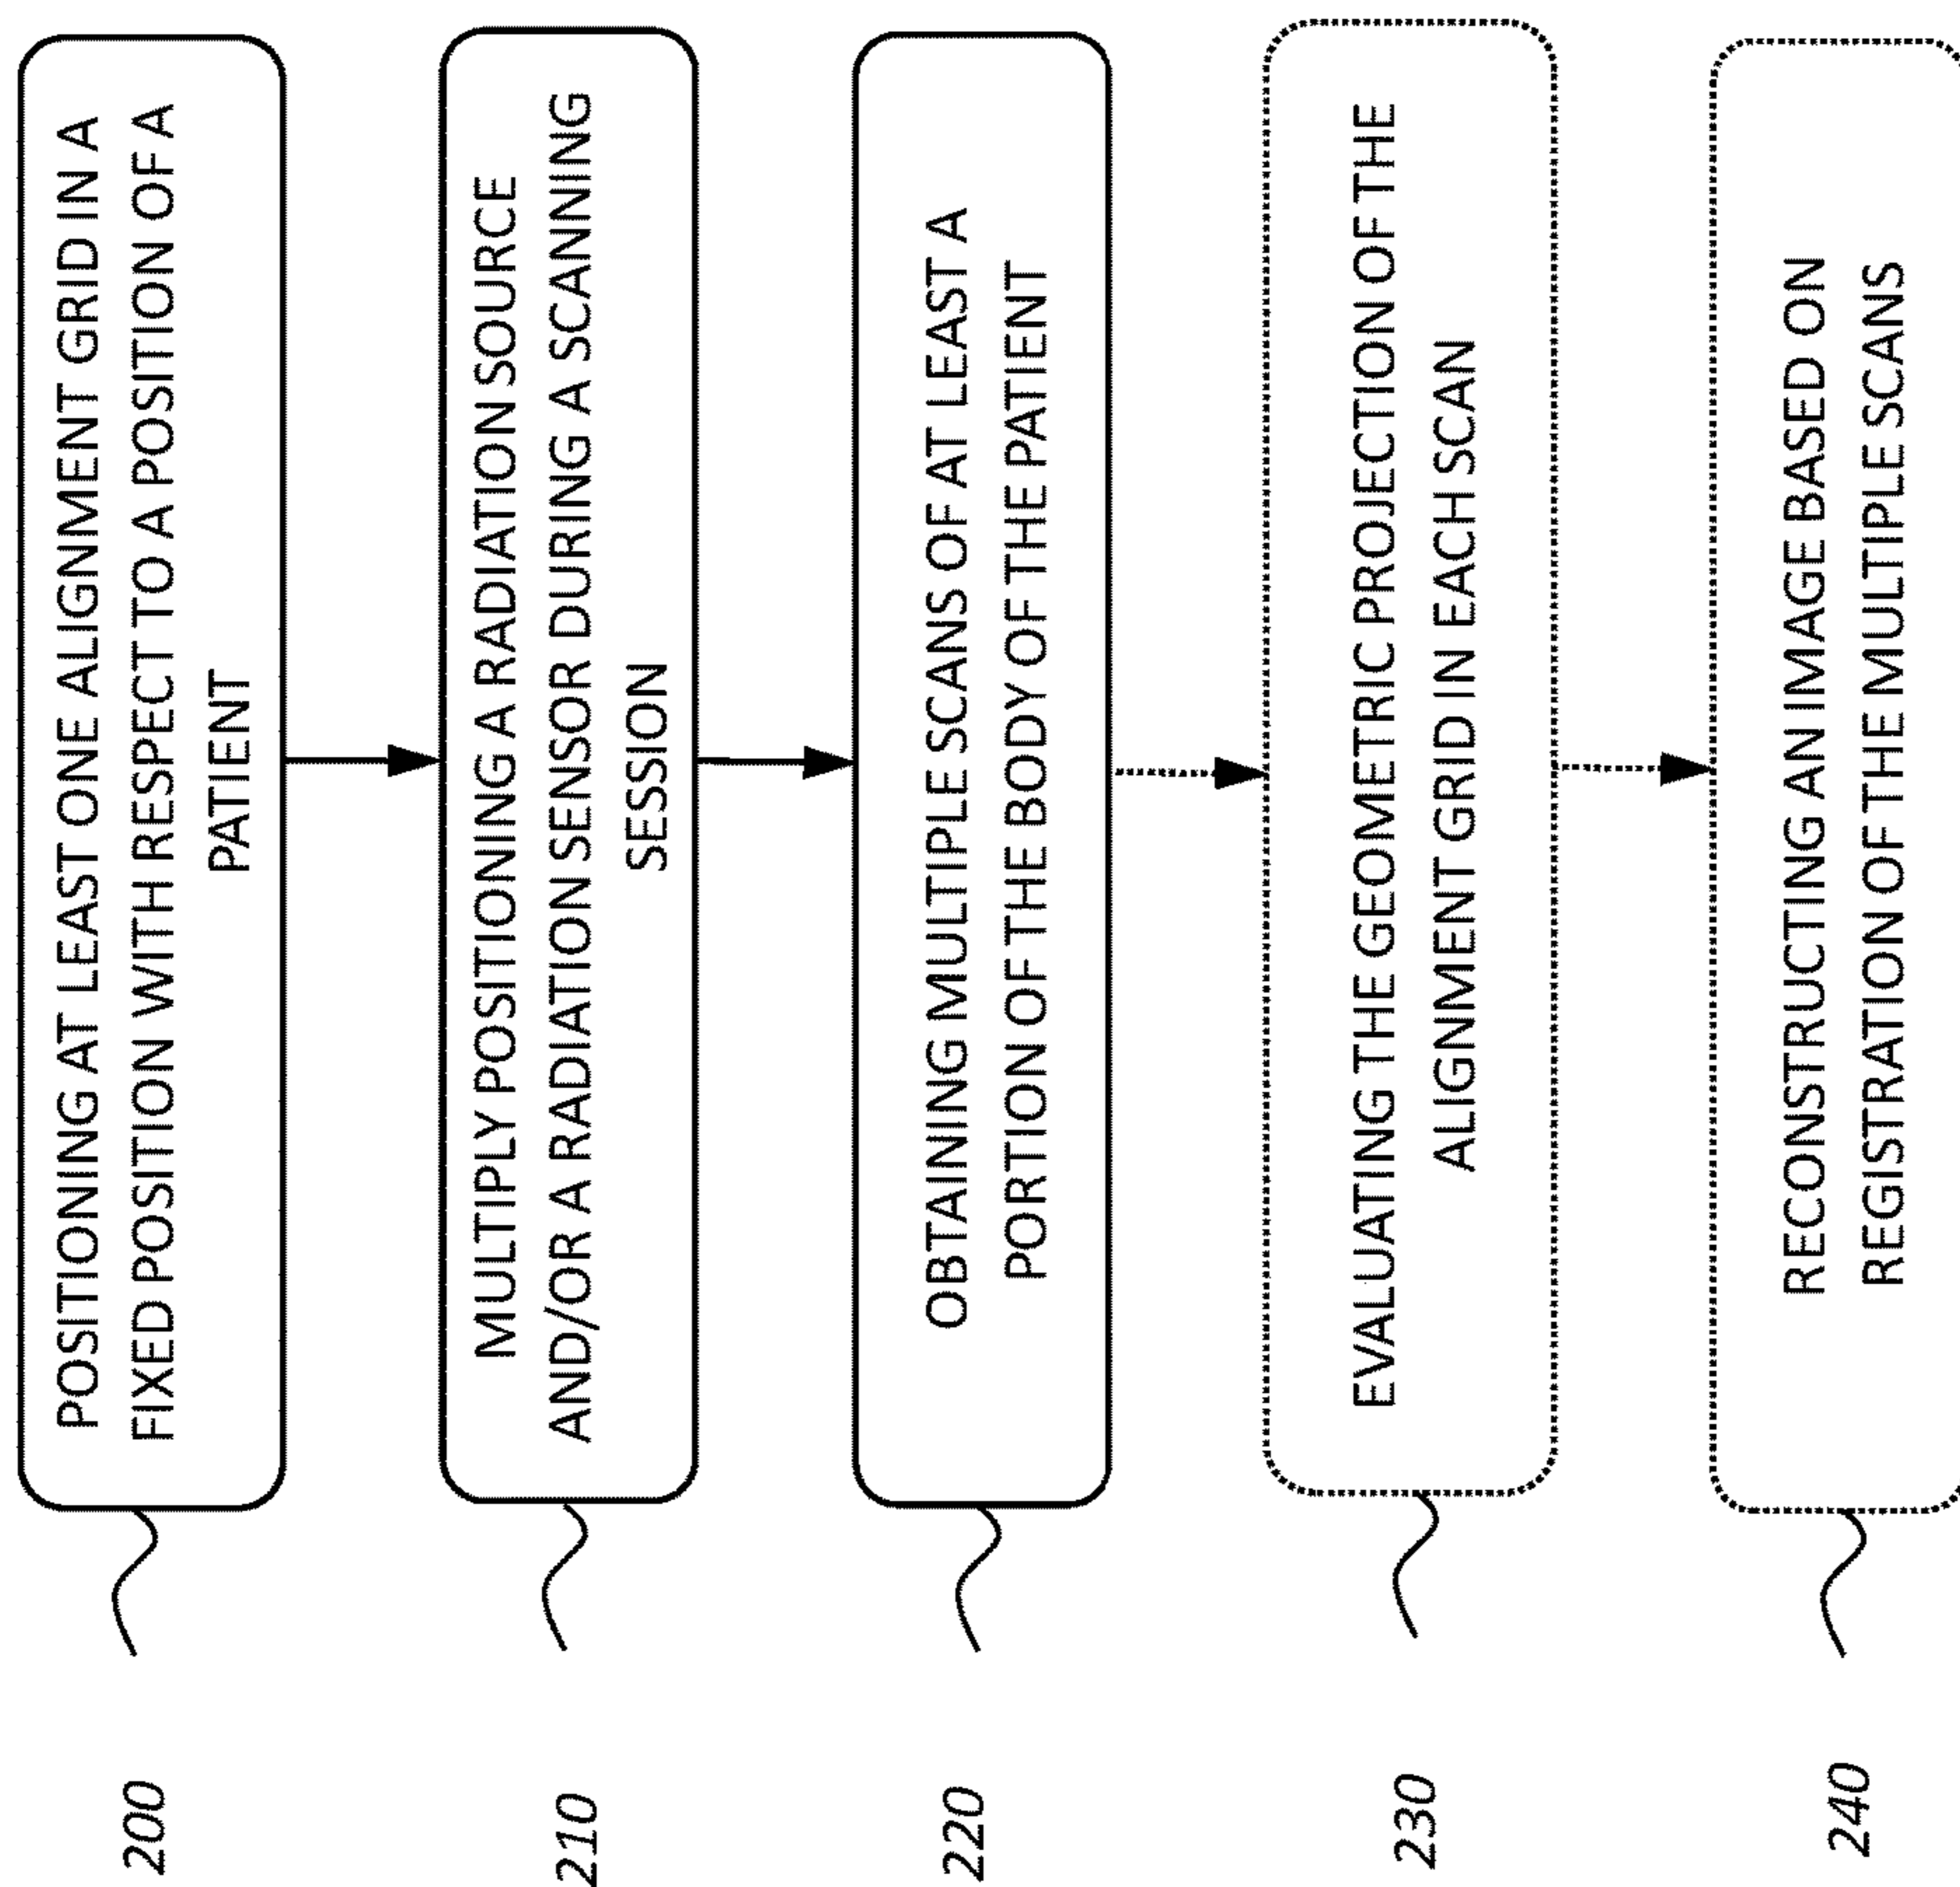 200
POSITIONING AT LEAST ONE ALIGNMENT GRID IN A
FIXED POSITION WITH RESPECT TO A POSITION OF A
PATIENT
210
MULTIPLY POSITIONING A RADIATION SOURCE
AND/OR A RADIATION SENSOR DURING A SCANNING
SESSION
220
OBTAINING MULTIPLE SCANS OF AT LEAST A
PORTION OF THE BODY OF THE PATIENT
230
EVALUATING THE GEOMETRIC PROJECTION OF THE
ALIGNMENT GRID IN EACH SCAN
240
RECONSTRUCTING AN IMAGE BASED ON
REGISTRATION OF THE MULTIPLE SCANS